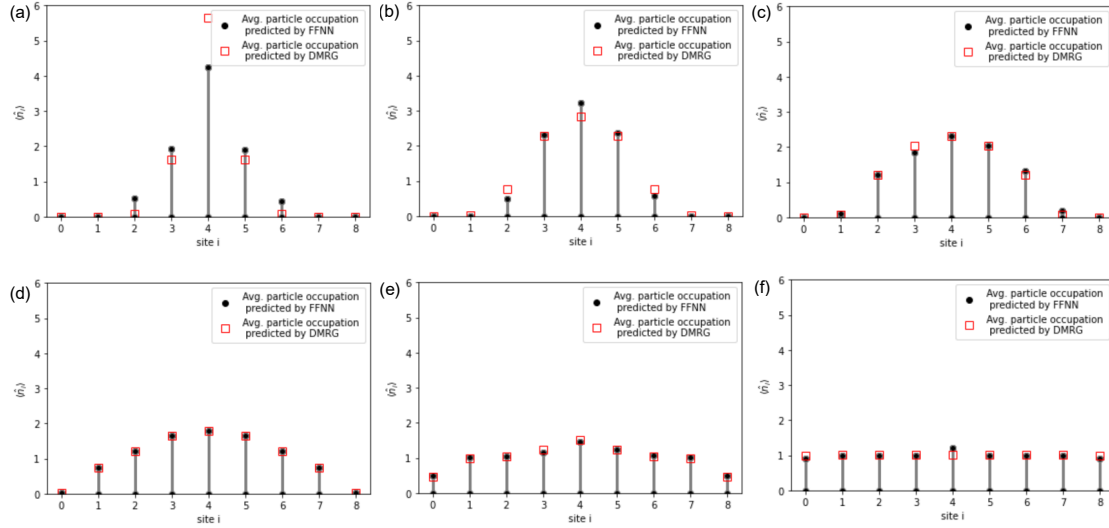 (a)
6
5
4
3
2
1
0
⟨n̂ᵢ⟩
Avg. particle occupation
predicted by FFNN
Avg. particle occupation
predicted by DMRG
0 1 2 3 4 5 6 7 8
site i
(b)
6
5
4
3
2
1
0
⟨n̂ᵢ⟩
Avg. particle occupation
predicted by FFNN
Avg. particle occupation
predicted by DMRG
0 1 2 3 4 5 6 7 8
site i
(c)
6
5
4
3
2
1
0
⟨n̂ᵢ⟩
Avg. particle occupation
predicted by FFNN
Avg. particle occupation
predicted by DMRG
0 1 2 3 4 5 6 7 8
site i
(d)
6
5
4
3
2
1
0
⟨n̂ᵢ⟩
Avg. particle occupation
predicted by FFNN
Avg. particle occupation
predicted by DMRG
0 1 2 3 4 5 6 7 8
site i
(e)
6
5
4
3
2
1
0
⟨n̂ᵢ⟩
Avg. particle occupation
predicted by FFNN
Avg. particle occupation
predicted by DMRG
0 1 2 3 4 5 6 7 8
site i
(f)
6
5
4
3
2
1
0
⟨n̂ᵢ⟩
Avg. particle occupation
predicted by FFNN
Avg. particle occupation
predicted by DMRG
0 1 2 3 4 5 6 7 8
site i